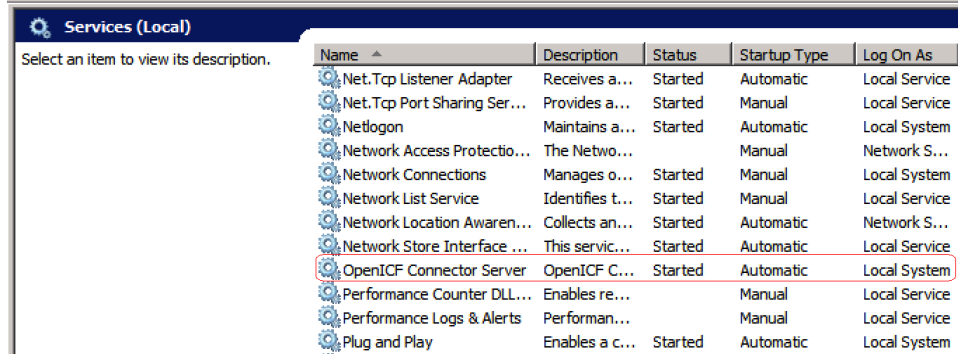 Services (Local)
Select an item to view its description.
Name Description Status Startup Type Log On As
Net.Tcp Listener Adapter Receives a... Started Automatic Local Service
Net.Tcp Port Sharing Ser... Provides a... Started Manual Local Service
Netlogon Maintains a... Started Automatic Local System
Network Access Protectio... The Netwo... Manual Network S...
Network Connections Manages o... Started Manual Local System
Network List Service Identifies t... Started Manual Local Service
Network Location Awaren... Collects an... Started Automatic Network S...
Network Store Interface ... This servic... Started Automatic Local Service
OpenICF Connector Server OpenICF C... Started Automatic Local System
Performance Counter DLL... Enables re... Manual Local Service
Performance Logs & Alerts Performan... Manual Local Service
Plug and Play Enables a c... Started Automatic Local System